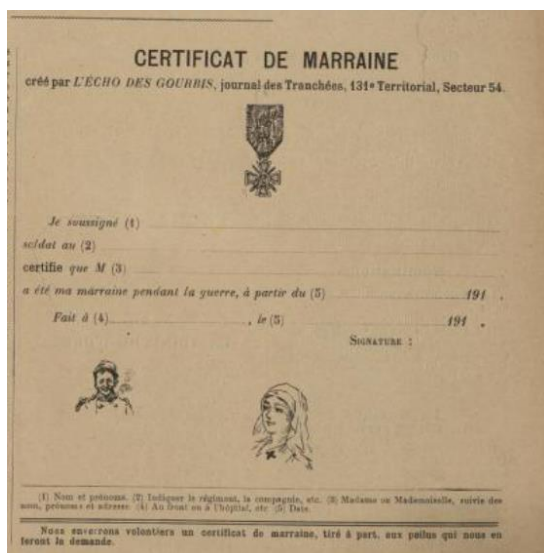 CERTIFICAT DE MARRAINE
créé par L'ÉCHO DES GOURBIS, journal des Tranchées, 131e Territorial, Secteur 54.
Je soussigné (1)
soldat au (2)
certifie que M (3)
a été ma marraine pendant la guerre, à partir du (5) 191 .
Fait à (4) , le (5) 191 .
SIGNATURE :
(1) Nom et prénoms. (2) Indiquer le régiment, la compagnie, etc. (3) Madame ou Mademoiselle, suivie des
nom, prénoms et adresse. (4) Au front ou à l'hôpital, etc. (5) Date.
Nous enverrons volontiers un certificat de marraine, tiré à part, aux poilus qui nous en
feront la demande.